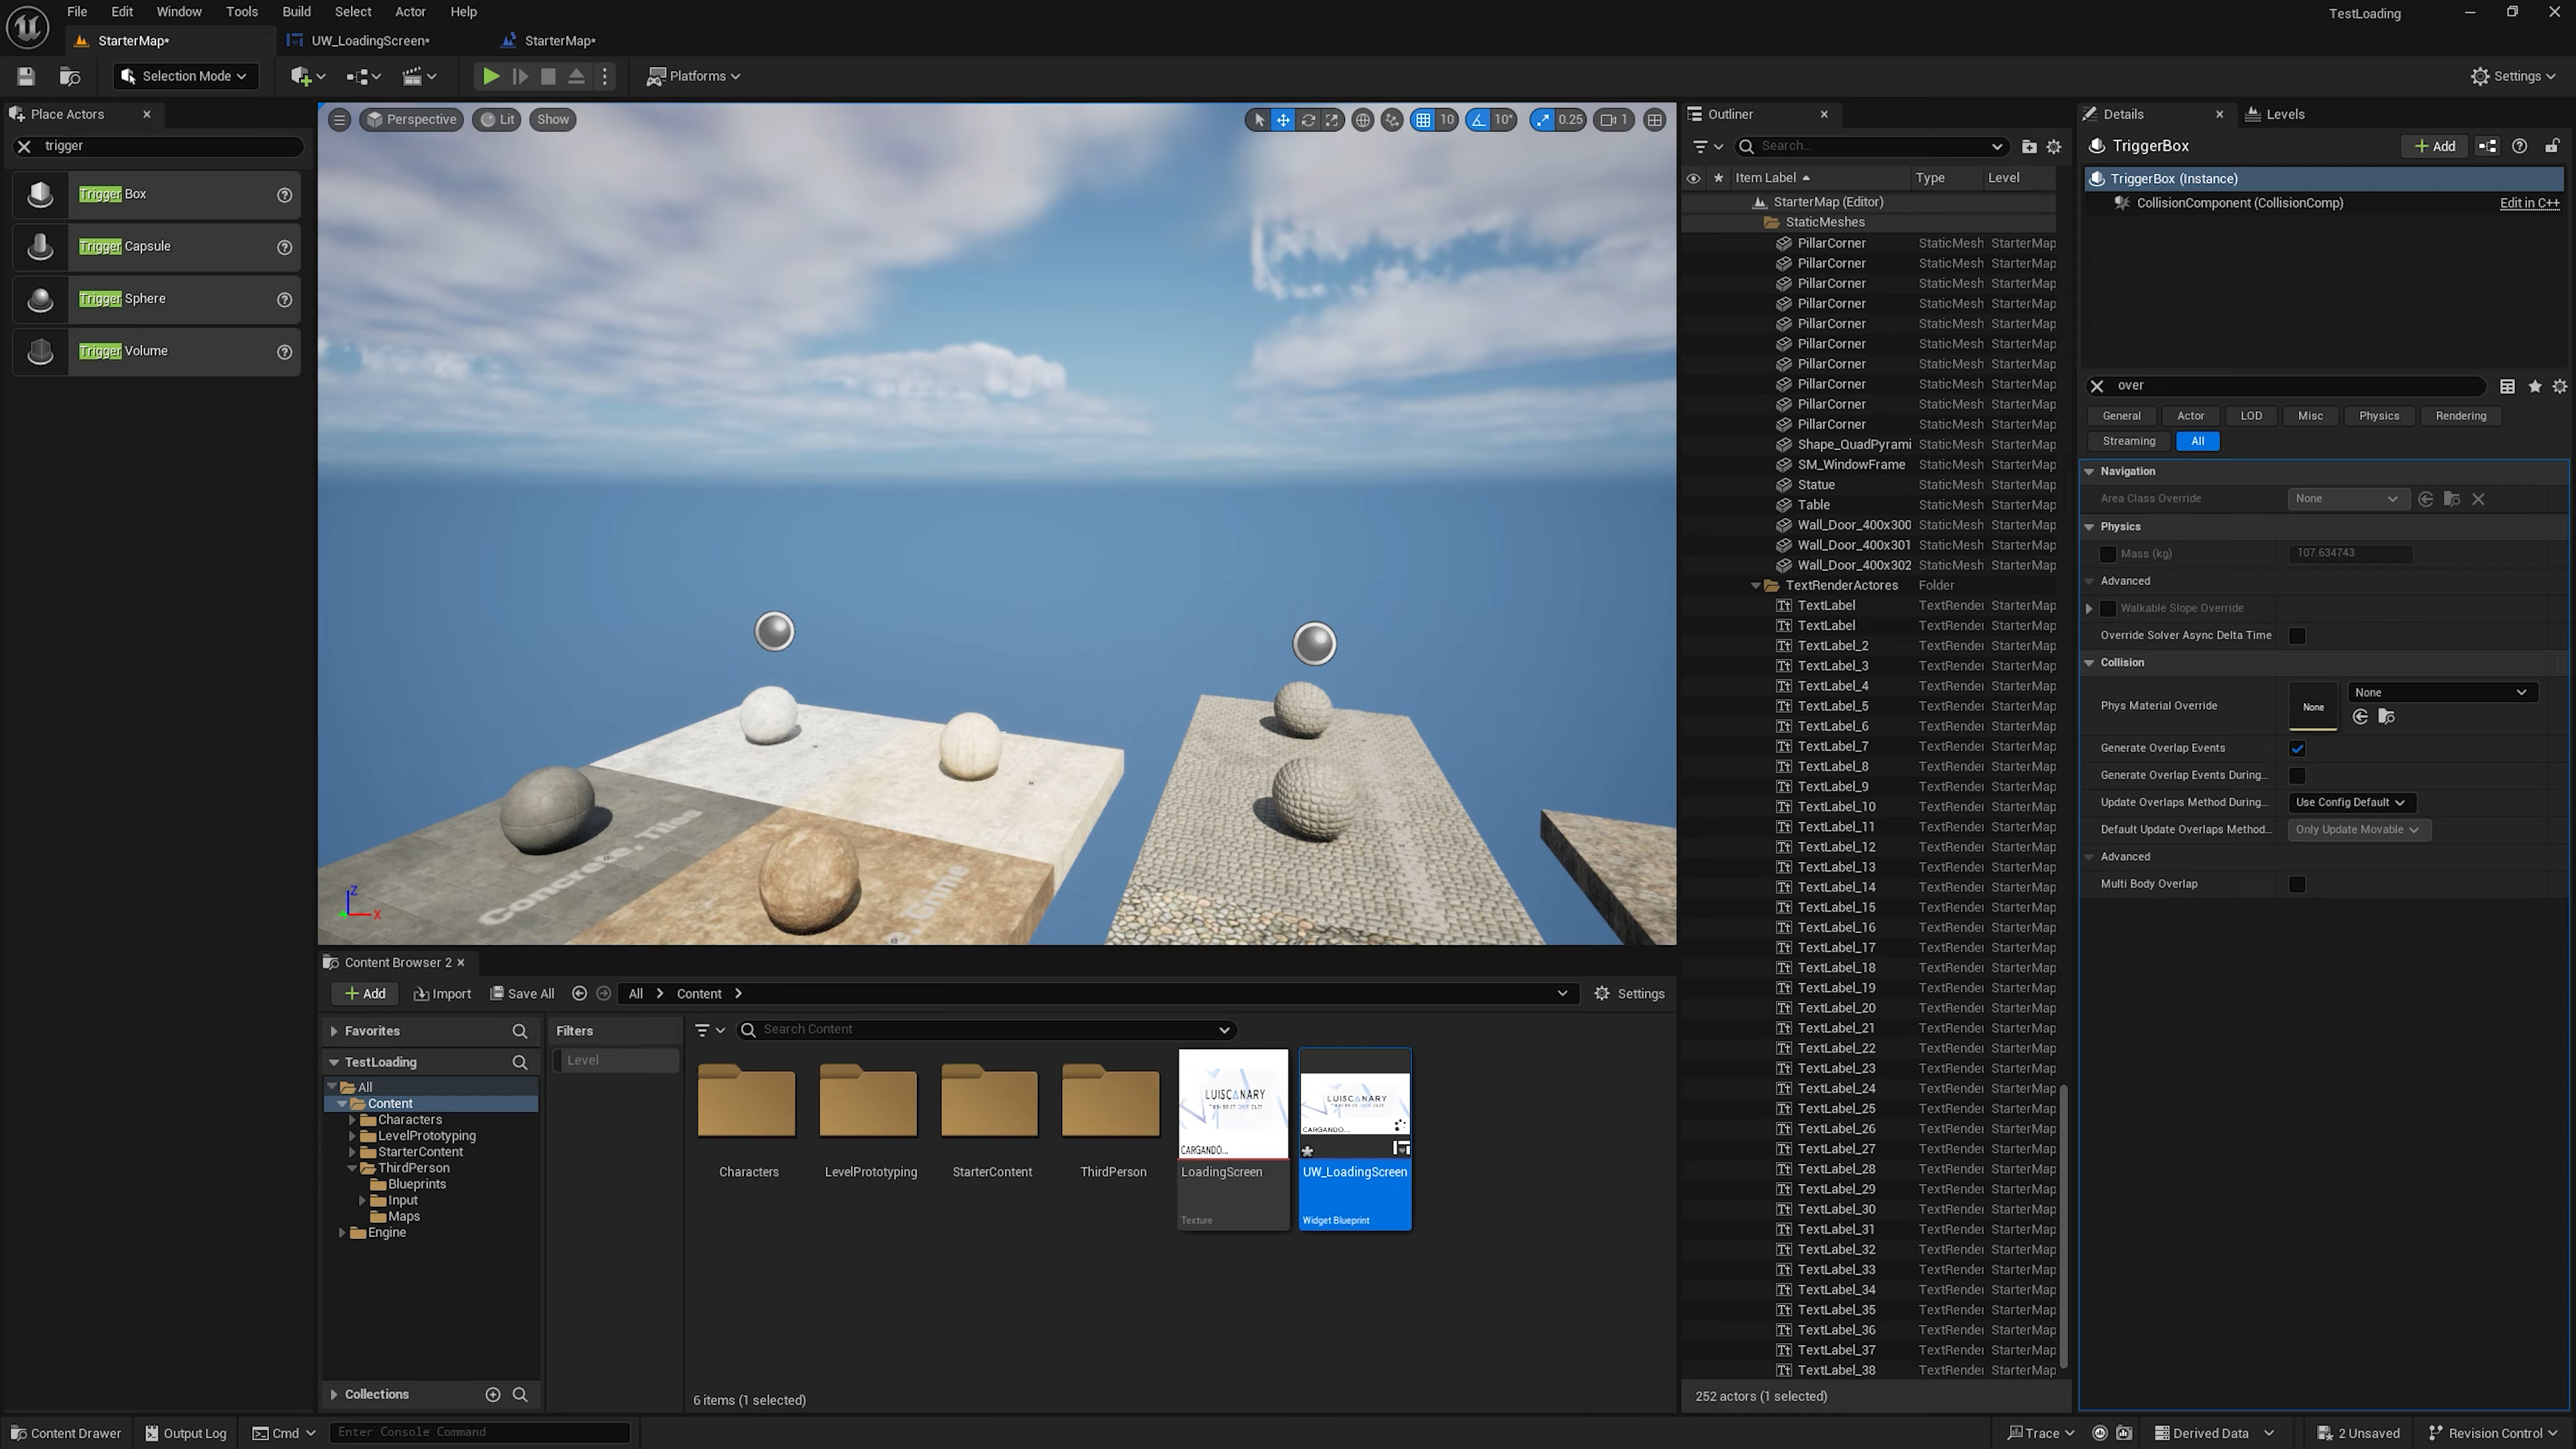 File Edit Window Tools Build Select Actor Help
TestLoading
StarterMap*
UW_LoadingScreen*
StarterMap*
Selection Mode
Platforms
Settings
Place Actors
trigger
Trigger Box
Trigger Capsule
Trigger Sphere
Trigger Volume
Perspective Lit Show
10 10° 0.25 1
Concrete, Tiles
Z
X
Outliner
Search...
Item Label Type Level
StarterMap (Editor)
StaticMeshes
PillarCorner StaticMesh StarterMap
PillarCorner StaticMesh StarterMap
PillarCorner StaticMesh StarterMap
PillarCorner StaticMesh StarterMap
PillarCorner StaticMesh StarterMap
PillarCorner StaticMesh StarterMap
PillarCorner StaticMesh StarterMap
PillarCorner StaticMesh StarterMap
PillarCorner StaticMesh StarterMap
PillarCorner StaticMesh StarterMap
Shape_QuadPyrami StaticMesh StarterMap
SM_WindowFrame StaticMesh StarterMap
Statue StaticMesh StarterMap
Table StaticMesh StarterMap
Wall_Door_400x300 StaticMesh StarterMap
Wall_Door_400x301 StaticMesh StarterMap
Wall_Door_400x302 StaticMesh StarterMap
TextRenderActores Folder
TextLabel TextRender StarterMap
TextLabel TextRender StarterMap
TextLabel_2 TextRender StarterMap
TextLabel_3 TextRender StarterMap
TextLabel_4 TextRender StarterMap
TextLabel_5 TextRender StarterMap
TextLabel_6 TextRender StarterMap
TextLabel_7 TextRender StarterMap
TextLabel_8 TextRender StarterMap
TextLabel_9 TextRender StarterMap
TextLabel_10 TextRender StarterMap
TextLabel_11 TextRender StarterMap
TextLabel_12 TextRender StarterMap
TextLabel_13 TextRender StarterMap
TextLabel_14 TextRender StarterMap
TextLabel_15 TextRender StarterMap
TextLabel_16 TextRender StarterMap
TextLabel_17 TextRender StarterMap
TextLabel_18 TextRender StarterMap
TextLabel_19 TextRender StarterMap
TextLabel_20 TextRender StarterMap
TextLabel_21 TextRender StarterMap
TextLabel_22 TextRender StarterMap
TextLabel_23 TextRender StarterMap
TextLabel_24 TextRender StarterMap
TextLabel_25 TextRender StarterMap
TextLabel_26 TextRender StarterMap
TextLabel_27 TextRender StarterMap
TextLabel_28 TextRender StarterMap
TextLabel_29 TextRender StarterMap
TextLabel_30 TextRender StarterMap
TextLabel_31 TextRender StarterMap
TextLabel_32 TextRender StarterMap
TextLabel_33 TextRender StarterMap
TextLabel_34 TextRender StarterMap
TextLabel_35 TextRender StarterMap
TextLabel_36 TextRender StarterMap
TextLabel_37 TextRender StarterMap
TextLabel_38 TextRender StarterMap
252 actors (1 selected)
Details
Levels
TriggerBox
Add
TriggerBox (Instance)
CollisionComponent (CollisionComp) Edit in C++
over
General Actor LOD Misc Physics Rendering
Streaming All
Navigation
Area Class Override None
Physics
Mass (kg) 107.634743
Advanced
Walkable Slope Override
Override Solver Async Delta Time
Collision
Phys Material Override None None
Generate Overlap Events
Generate Overlap Events During...
Update Overlaps Method During... Use Config Default
Default Update Overlaps Method... Only Update Movable
Advanced
Multi Body Overlap
Content Browser 2
Add Import Save All All Content Settings
Favorites
TestLoading
All
Content
Characters
LevelPrototyping
StarterContent
ThirdPerson
Blueprints
Input
Maps
Engine
Collections
Filters
Level
Search Content
Characters
LevelPrototyping
StarterContent
ThirdPerson
LUISCANARY
CARGANDO...
LoadingScreen
Texture
LUISCANARY
CARGANDO...
UW_LoadingScreen
Widget Blueprint
6 items (1 selected)
Content Drawer Output Log Cmd Enter Console Command
Trace Derived Data 2 Unsaved Revision Control